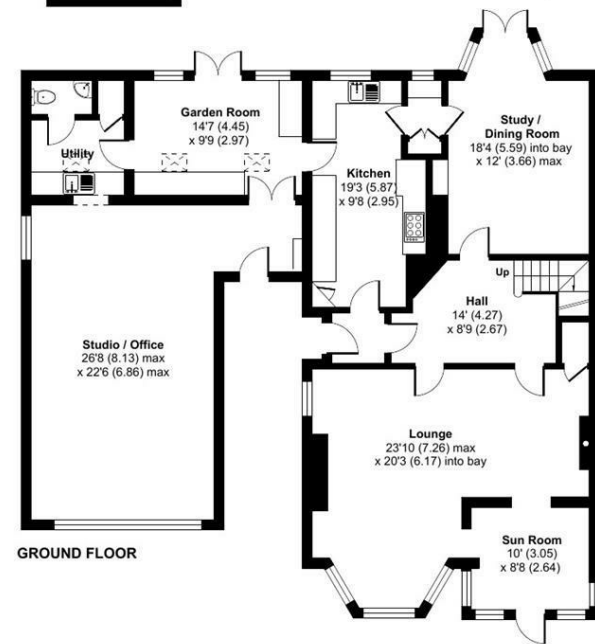 Garden Room
14'7 (4.45)
x 9'9 (2.97)
Utility
Kitchen
19'3 (5.87)
x 9'8 (2.95)
Study /
Dining Room
18'4 (5.59) into bay
x 12' (3.66) max
Up
Hall
14' (4.27)
x 8'9 (2.67)
Studio / Office
26'8 (8.13) max
x 22'6 (6.86) max
Lounge
23'10 (7.26) max
x 20'3 (6.17) into bay
Sun Room
10' (3.05)
x 8'8 (2.64)
GROUND FLOOR